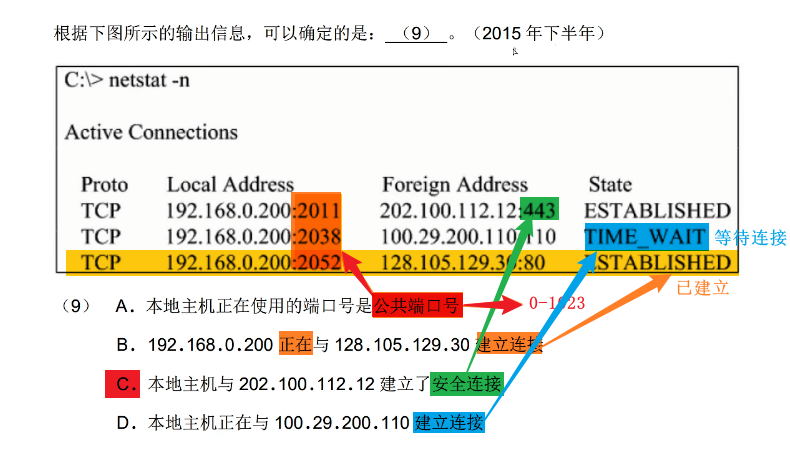 根据下图所示的输出信息，可以确定的是：（9）。（2015 年下半年）
C:\> netstat -n
Active Connections
Proto Local Address Foreign Address State
TCP 192.168.0.200:2011 202.100.112.12:443 ESTABLISHED
TCP 192.168.0.200:2038 100.29.200.110:110 TIME_WAIT 等待连接
TCP 192.168.0.200:2052 128.105.129.30:80 ESTABLISHED
已建立
（9） A. 本地主机正在使用的端口号是公共端口号 0-1023
B. 192.168.0.200 正在与 128.105.129.30 建立连接
C. 本地主机与 202.100.112.12 建立了安全连接
D. 本地主机正在与 100.29.200.110 建立连接